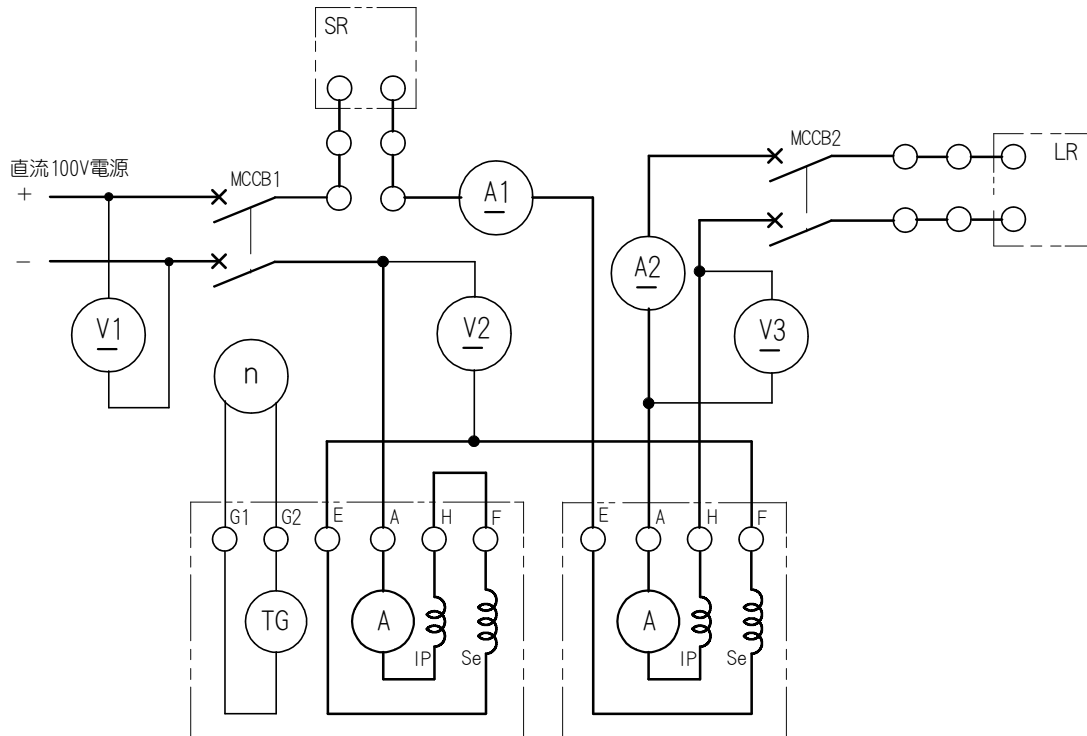 SR
直流100V電源
+
MCCB1
−
A1
MCCB2
LR
A2
V1
V2
V3
n
G1 G2 E A H F
E A H F
TG
A
IP
Se
A
IP
Se